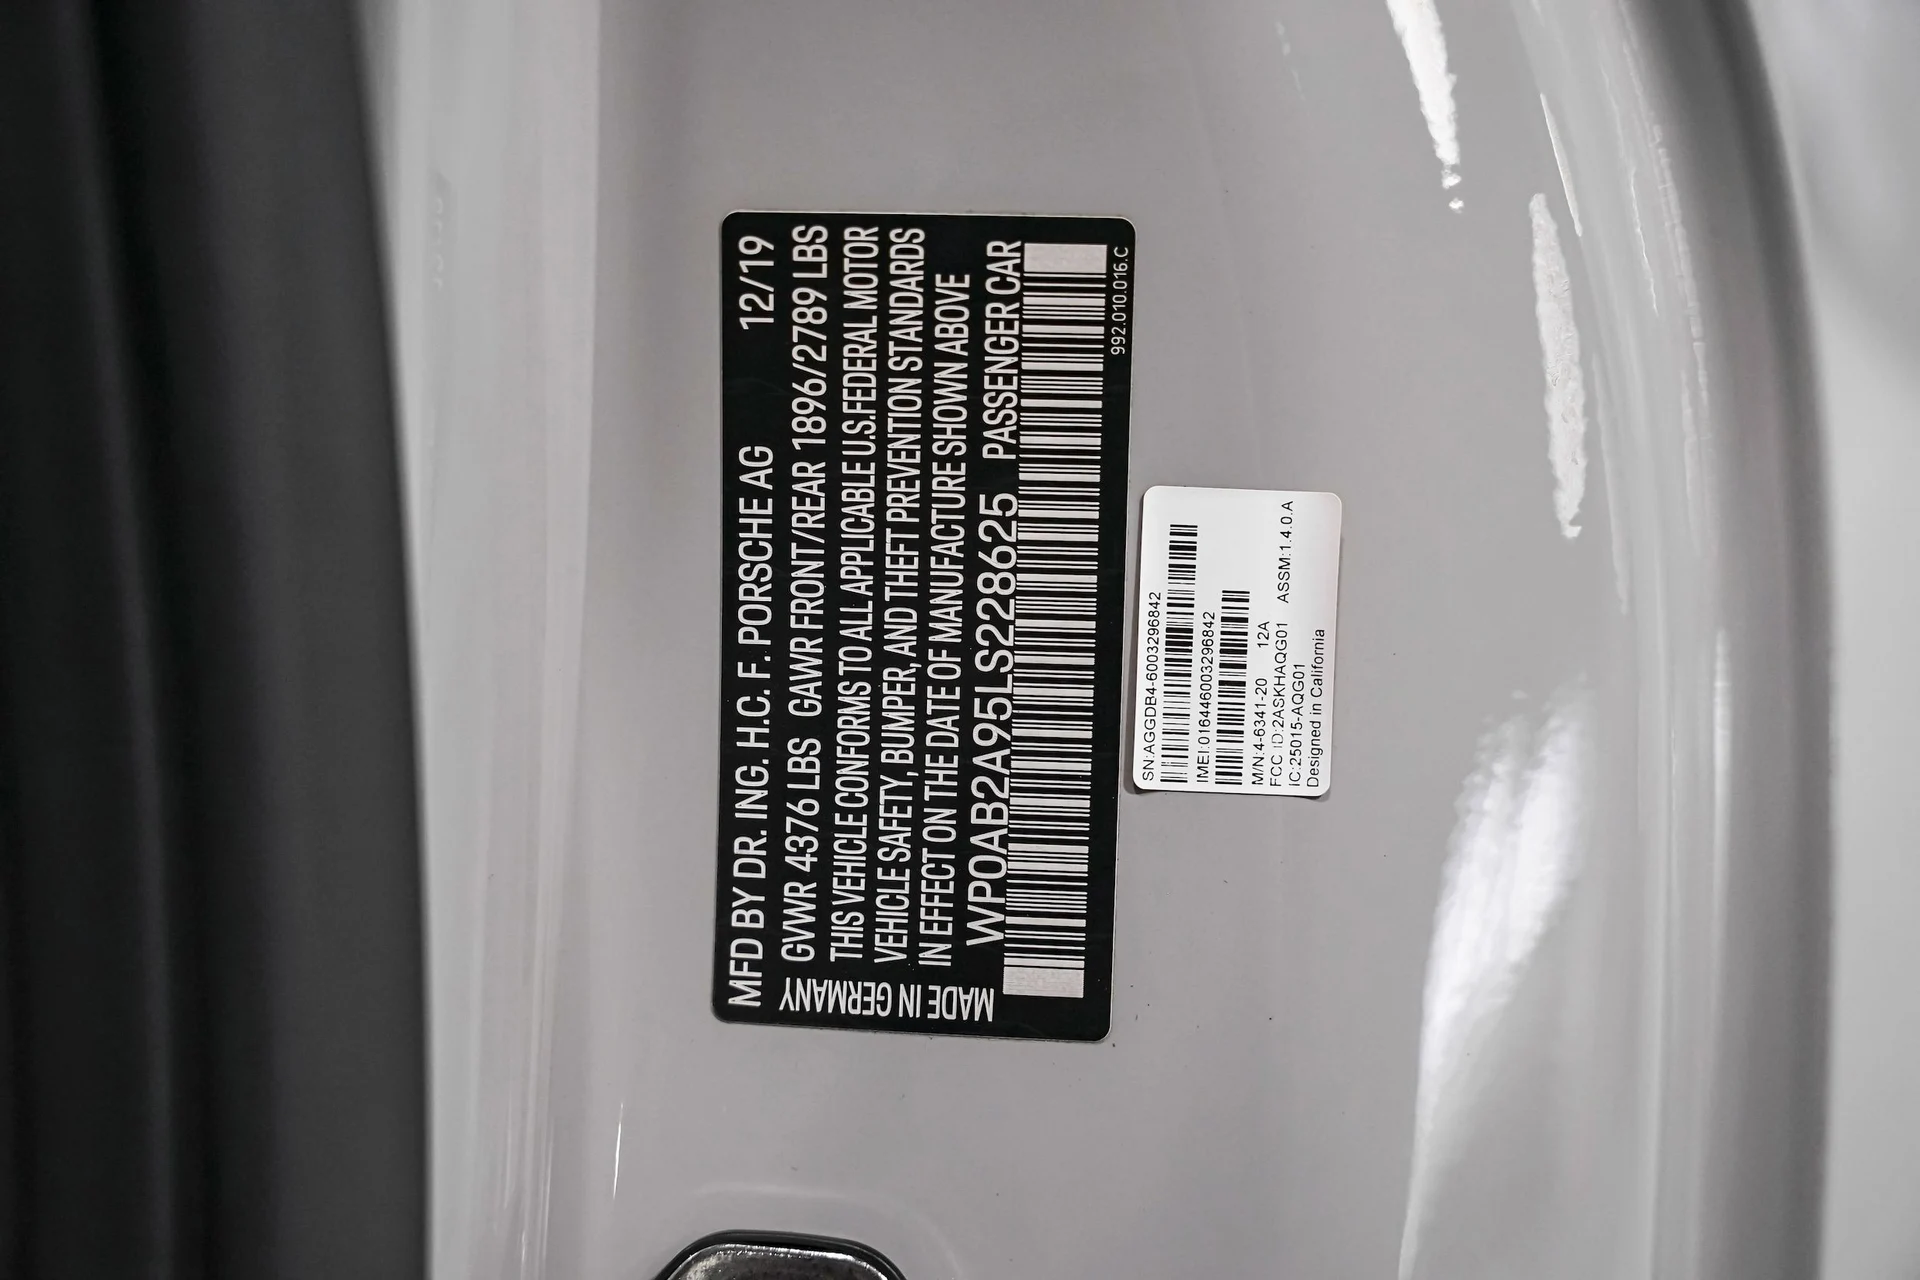 MFD BY DR. ING. H.C. F. PORSCHE AG 12/19
GVWR 4376 LBS GAWR FRONT/REAR 1896/2789 LBS
THIS VEHICLE CONFORMS TO ALL APPLICABLE U.S. FEDERAL MOTOR
VEHICLE SAFETY, BUMPER, AND THEFT PREVENTION STANDARDS
IN EFFECT ON THE DATE OF MANUFACTURE SHOWN ABOVE
WP0AB2A95LS228625 PASSENGER CAR
MADE IN GERMANY
992.010.016.C
SN:AGGDB4-6003296842
IMEI:016446003296842
M/N:4-6341-20 12A
FCC ID:2ASKHAQG01 ASSM:1.4.0.A
IC:25015-AQG01
Designed in California